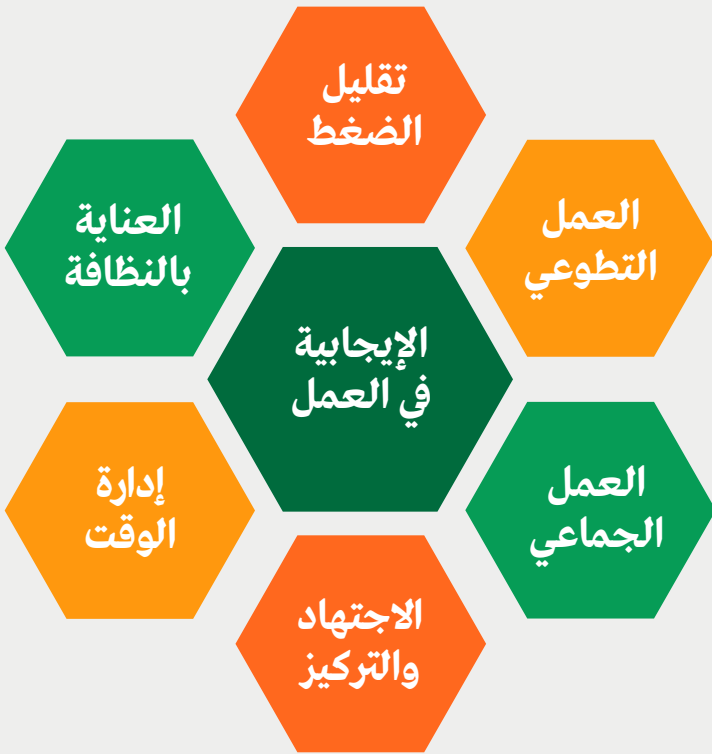 تقليل
الضغط
العمل
التطوعي
العناية
بالنظافة
الإيجابية
في العمل
العمل
الجماعي
إدارة
الوقت
الاجتهاد
والتركيز